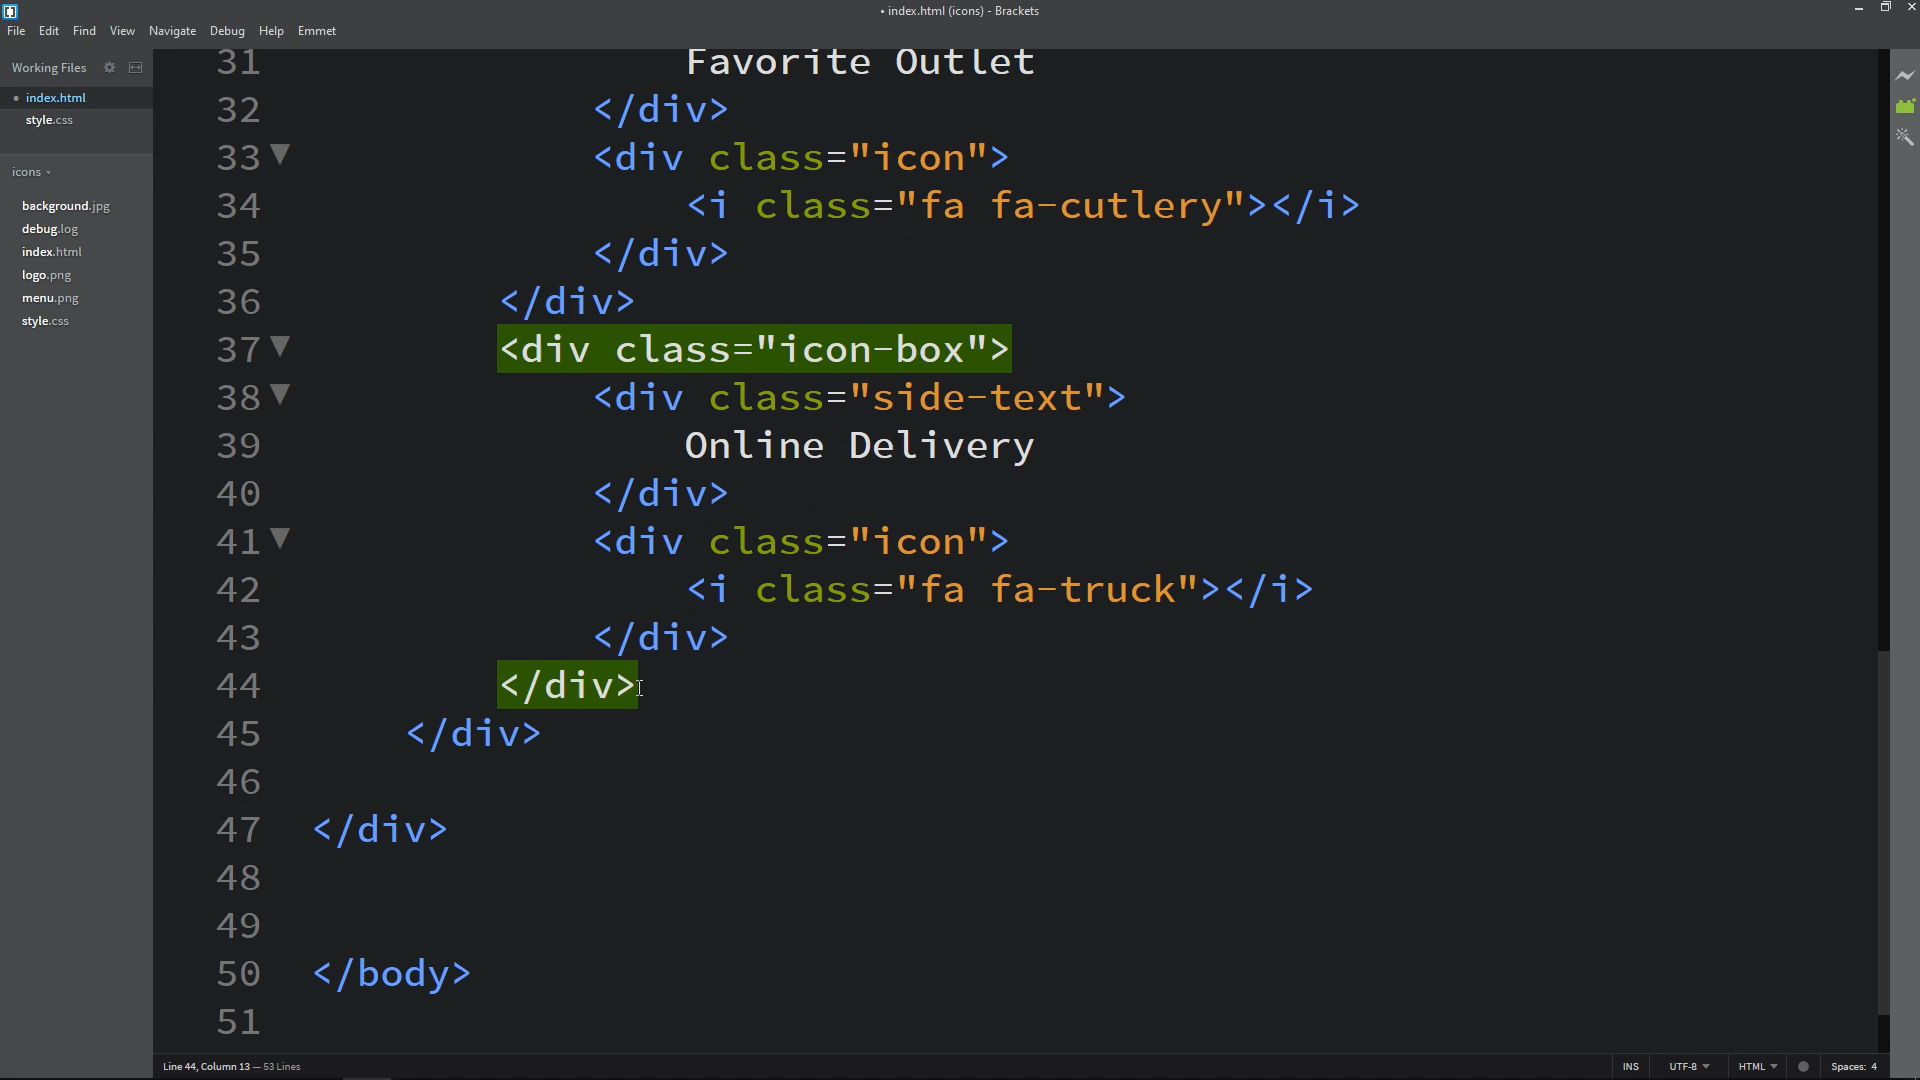 • index.html (icons) - Brackets
File Edit Find View Navigate Debug Help Emmet
Working Files
• index.html
style.css
icons
background.jpg
debug.log
index.html
logo.png
menu.png
style.css
31 Favorite Outlet
32 </div>
33 <div class="icon">
34 <i class="fa fa-cutlery"></i>
35 </div>
36 </div>
37 <div class="icon-box">
38 <div class="side-text">
39 Online Delivery
40 </div>
41 <div class="icon">
42 <i class="fa fa-truck"></i>
43 </div>
44 </div>
45 </div>
46
47 </div>
48
49
50 </body>
51
Line 44, Column 13 — 53 Lines
INS UTF-8 HTML Spaces: 4